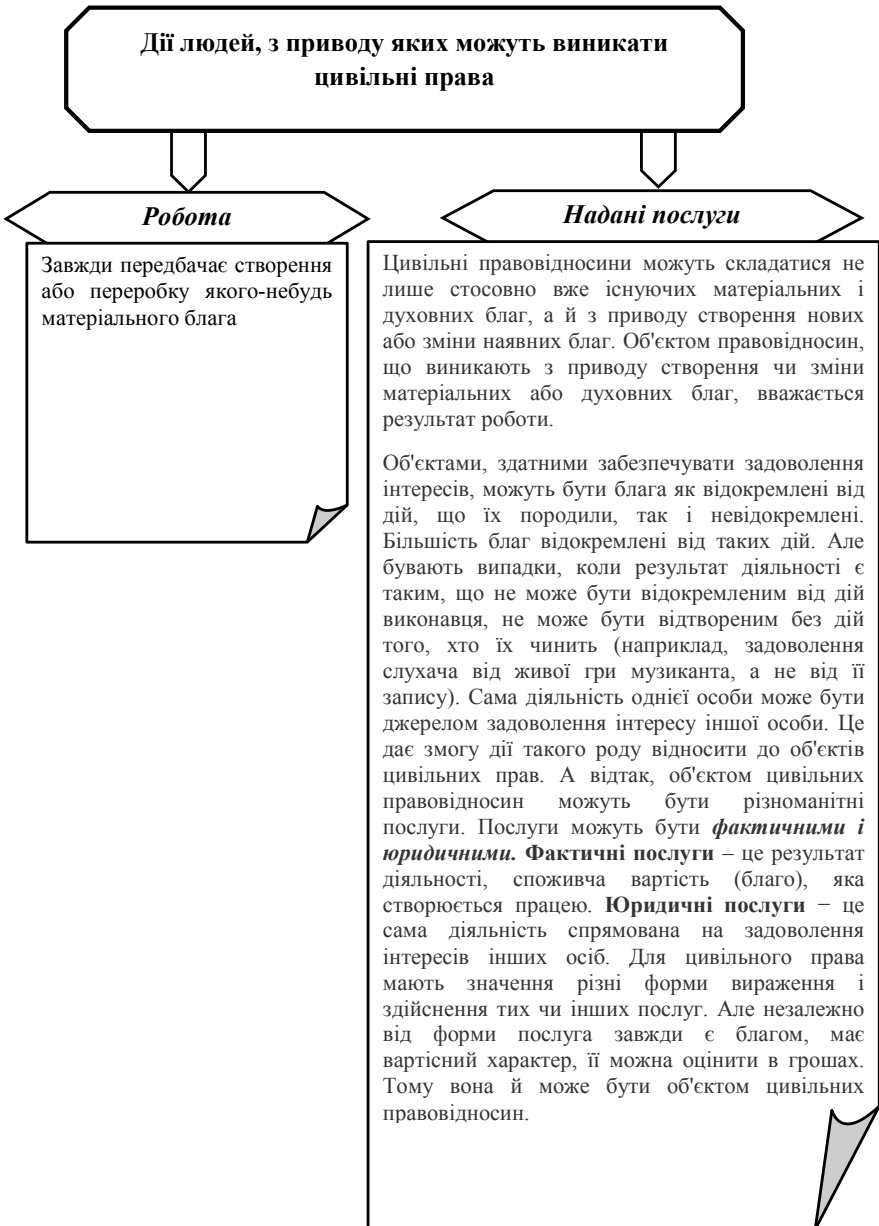 Дії людей, з приводу яких можуть виникати
цивільні права
Робота
Завжди передбачає створення
або переробку якого-небудь
матеріального блага
Надані послуги
Цивільні правовідносини можуть складатися не
лише стосовно вже існуючих матеріальних і
духовних благ, а й з приводу створення нових
або зміни наявних благ. Об'єктом правовідносин,
що виникають з приводу створення чи зміни
матеріальних або духовних благ, вважається
результат роботи.
Об'єктами, здатними забезпечувати задоволення
інтересів, можуть бути блага як відокремлені від
дій, що їх породили, так і невідокремлені.
Більшість благ відокремлені від таких дій. Але
бувають випадки, коли результат діяльності є
таким, що не може бути відокремленим від дій
виконавця, не може бути відтвореним без дій
того, хто їх чинить (наприклад, задоволення
слухача від живої гри музиканта, а не від її
запису). Сама діяльність однієї особи може бути
джерелом задоволення інтересу іншої особи. Це
дає змогу дії такого роду відносити до об'єктів
цивільних прав. А відтак, об'єктом цивільних
правовідносин можуть бути різноманітні
послуги. Послуги можуть бути фактичними і
юридичними. Фактичні послуги – це результат
діяльності, споживча вартість (благо), яка
створюється працею. Юридичні послуги − це
сама діяльність спрямована на задоволення
інтересів інших осіб. Для цивільного права
мають значення різні форми вираження і
здійснення тих чи інших послуг. Але незалежно
від форми послуга завжди є благом, має
вартісний характер, її можна оцінити в грошах.
Тому вона й може бути об'єктом цивільних
правовідносин.